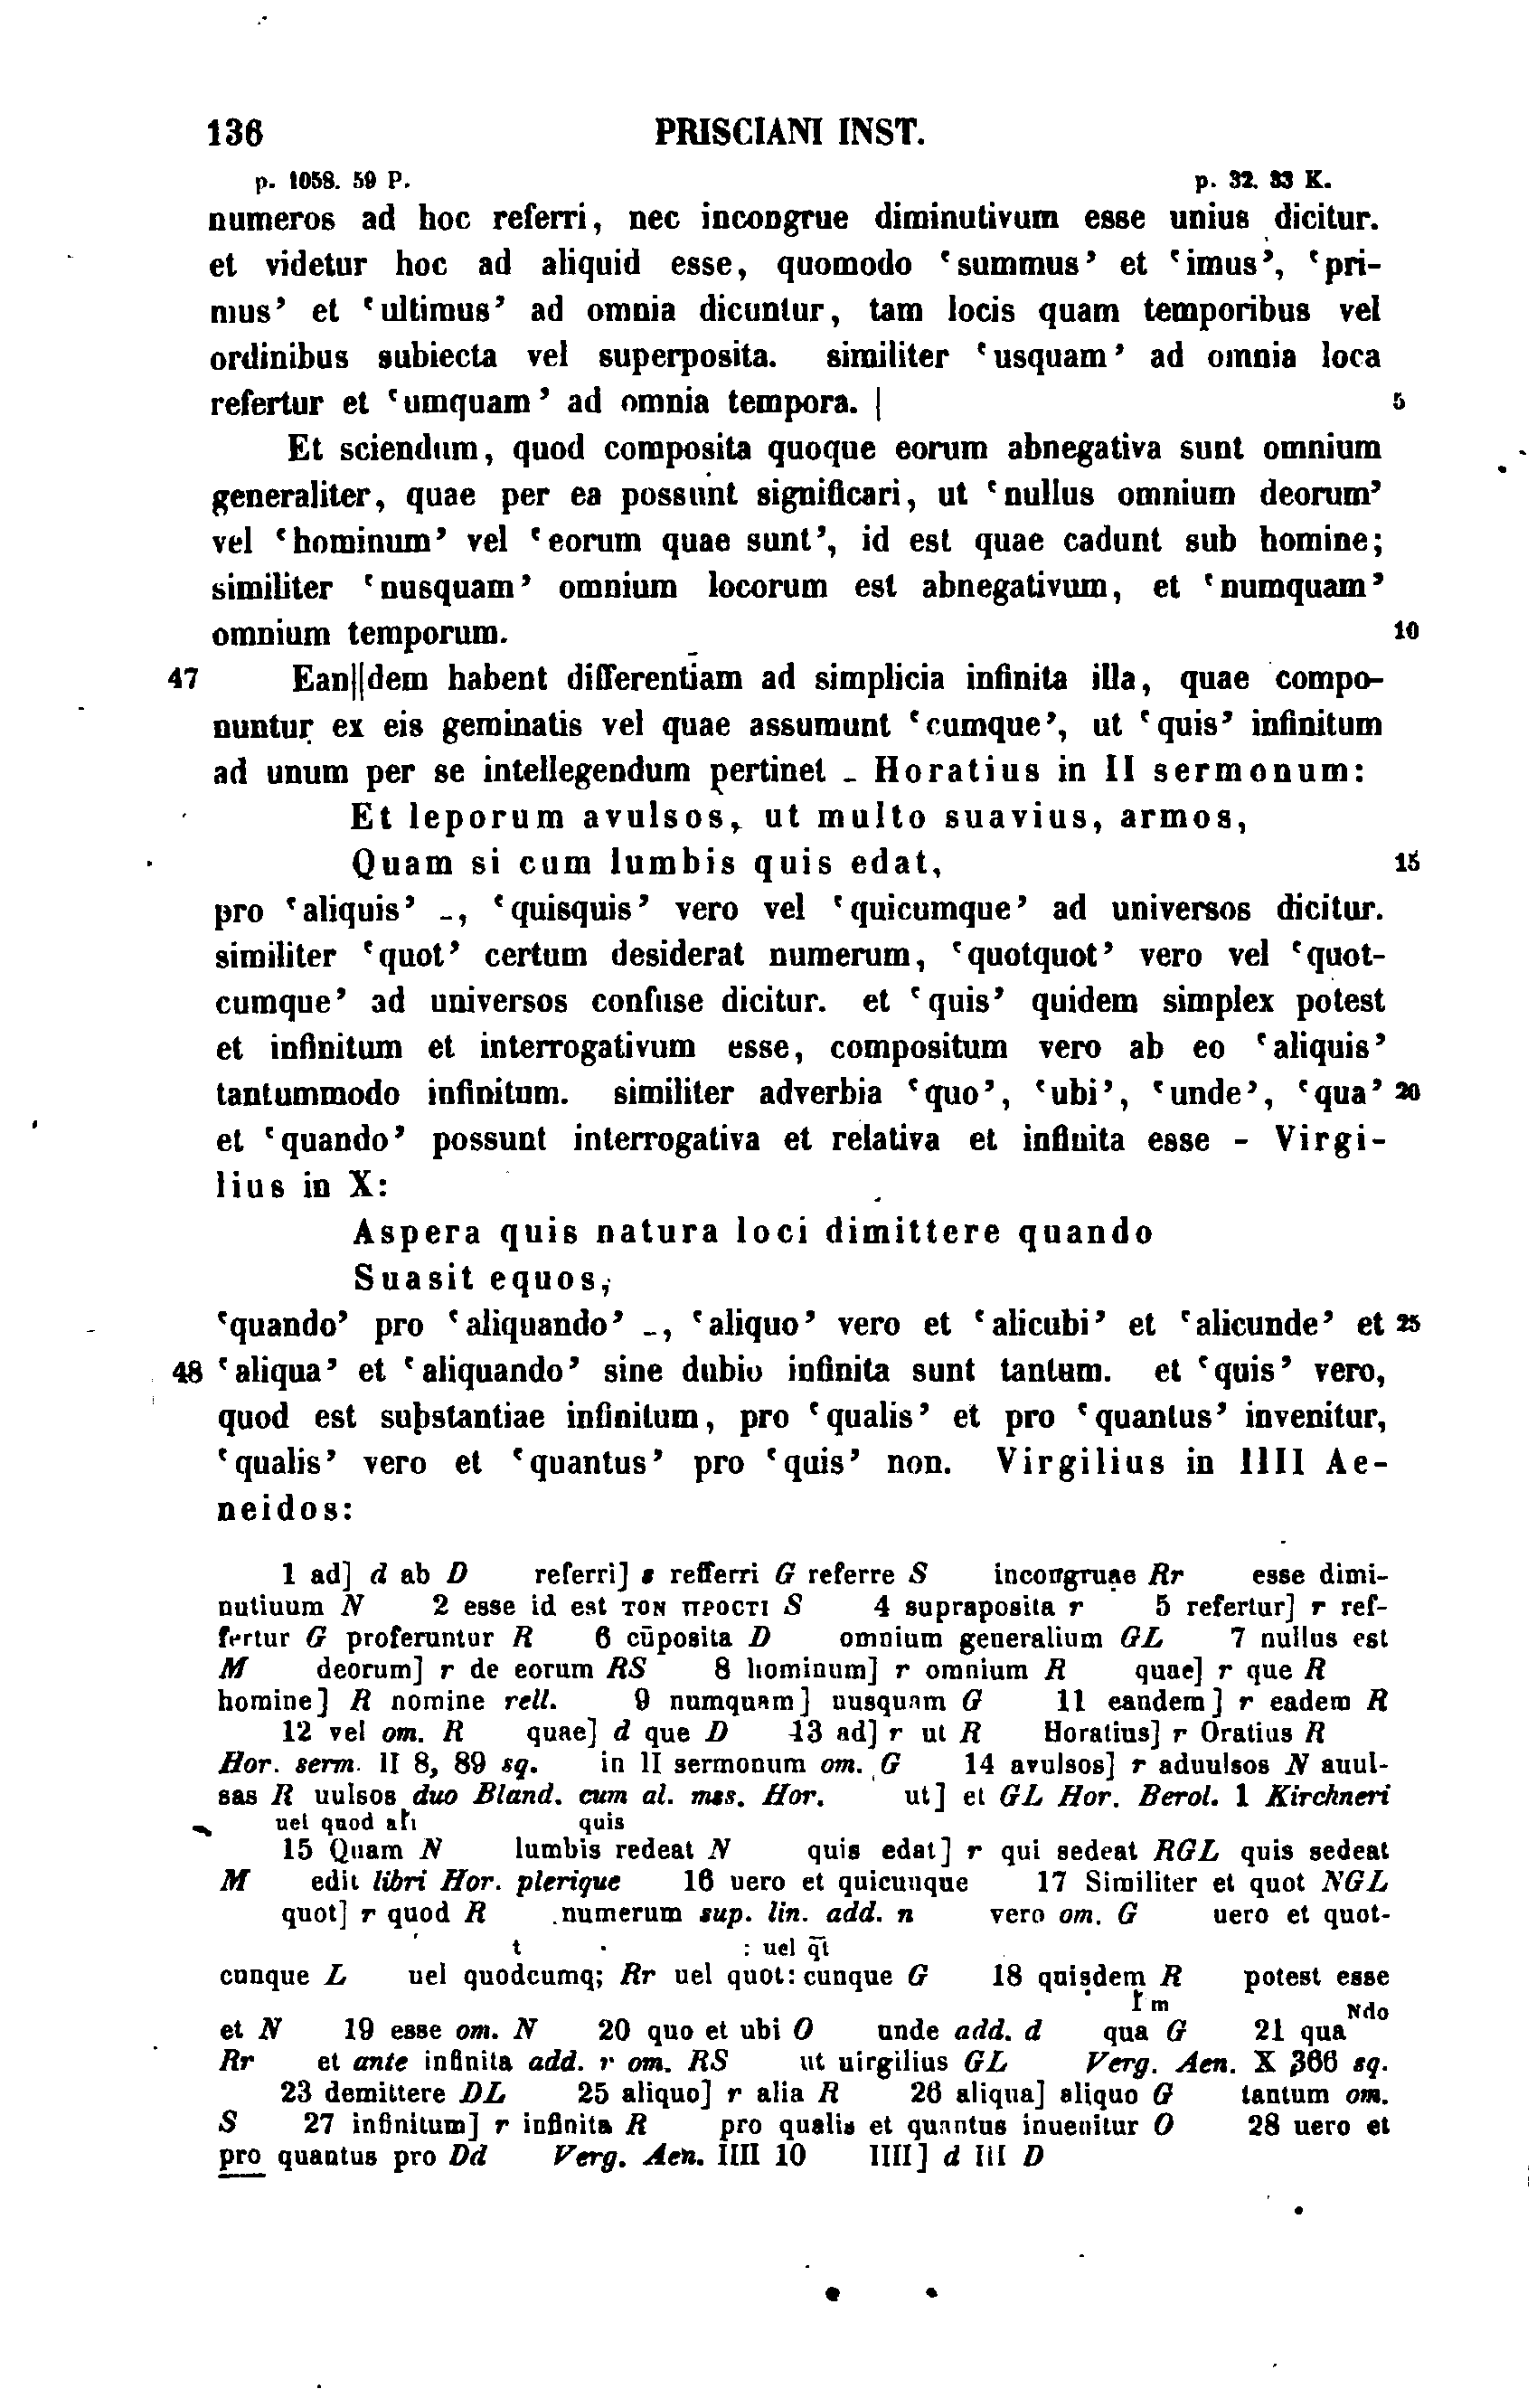 136 PRISCIANI INST.
p. 1058. 59 P. p. 32. 33 K.
numeros ad hoc referri, nec incongrue diminutivum esse unius dicitur.
et videtur hoc ad aliquid esse, quomodo ‘summus’ et ‘imus’, ‘pri-
mus’ et ‘ultimus’ ad omnia dicuntur, tam locis quam temporibus vel
ordinibus subiecta vel superposita. similiter ‘usquam’ ad omnia loca
refertur et ‘umquam’ ad omnia tempora. | 5
Et sciendum, quod composita quoque eorum abnegativa sunt omnium
generaliter, quae per ea possunt significari, ut ‘nullus omnium deorum’
vel ‘hominum’ vel ‘eorum quae sunt’, id est quae cadunt sub homine;
similiter ‘nusquam’ omnium locorum est abnegativum, et ‘numquam’
omnium temporum. 10
47 Ean||dem habent differentiam ad simplicia infinita illa, quae compo-
nuntur ex eis geminatis vel quae assumunt ‘cumque’, ut ‘quis’ infinitum
ad unum per se intellegendum pertinet – Horatius in II sermonum:
Et leporum avulsos, ut multo suavius, armos,
Quam si cum lumbis quis edat, 15
pro ‘aliquis’ –, ‘quisquis’ vero vel ‘quicumque’ ad universos dicitur.
similiter ‘quot’ certum desiderat numerum, ‘quotquot’ vero vel ‘quot-
cumque’ ad universos confuse dicitur. et ‘quis’ quidem simplex potest
et infinitum et interrogativum esse, compositum vero ab eo ‘aliquis’
tantummodo infinitum. similiter adverbia ‘quo’, ‘ubi’, ‘unde’, ‘qua’ 20
et ‘quando’ possunt interrogativa et relativa et infinita esse – Virgi-
lius in X:
Aspera quis natura loci dimittere quando
Suasit equos,
‘quando’ pro ‘aliquando’ –, ‘aliquo’ vero et ‘alicubi’ et ‘alicunde’ et 25
48 ‘aliqua’ et ‘aliquando’ sine dubio infinita sunt tantum. et ‘quis’ vero,
quod est substantiae infinitum, pro ‘qualis’ et pro ‘quantus’ invenitur,
‘qualis’ vero et ‘quantus’ pro ‘quis’ non. Virgilius in IIII Ae-
neidos:
1 ad] d ab D referri] s refferri G referre S incongruae Rr esse dimi-
nutiuum N 2 esse id est TON ΠΡΟCΤΙ S 4 supraposita r 5 refertur] r ref-
fertur G proferuntur R 6 cūposita D omnium generalium GL 7 nullus est
M deorum] r de eorum RS 8 hominum] r omnium R quae] r que R
homine] R nomine rell. 9 numquam] nusquam G 11 eandem] r eadem R
12 vel om. R quae] d que D 13 ad] r ut R Horatius] r Oratius R
Hor. serm. II 8, 89 sq. in II sermonum om. G 14 avulsos] r aduulsos N auul-
sas R uulsos duo Bland. cum al. mss. Hor. ut] et GL Hor. Berol. 1 Kirchneri
uel quod quis
15 Quam N lumbis redeat N quis edat] r qui sedeat RGL quis sedeat
M edit libri Hor. plerique 16 uero et quicunque 17 Similiter et quot NGL
quot] r quod R numerum sup. lin. add. n vero om. G uero et quot-
t : uel q̄t
cunque L uel quodcumq; Rr uel quot: cunque G 18 quisdem R potest esse
m Ndo
et N 19 esse om. N 20 quo et ubi O unde add. d qua G 21 qua
Rr et ante infinita add. r om. RS ut uirgilius GL Verg. Aen. X 366 sq.
23 demittere DL 25 aliquo] r alia R 26 aliqua] aliquo G tantum om.
S 27 infinitum] r infinita R pro qualis et quantus inuenitur O 28 uero et
pro quantus pro Dd Verg. Aen. IIII 10 IIII] d III D